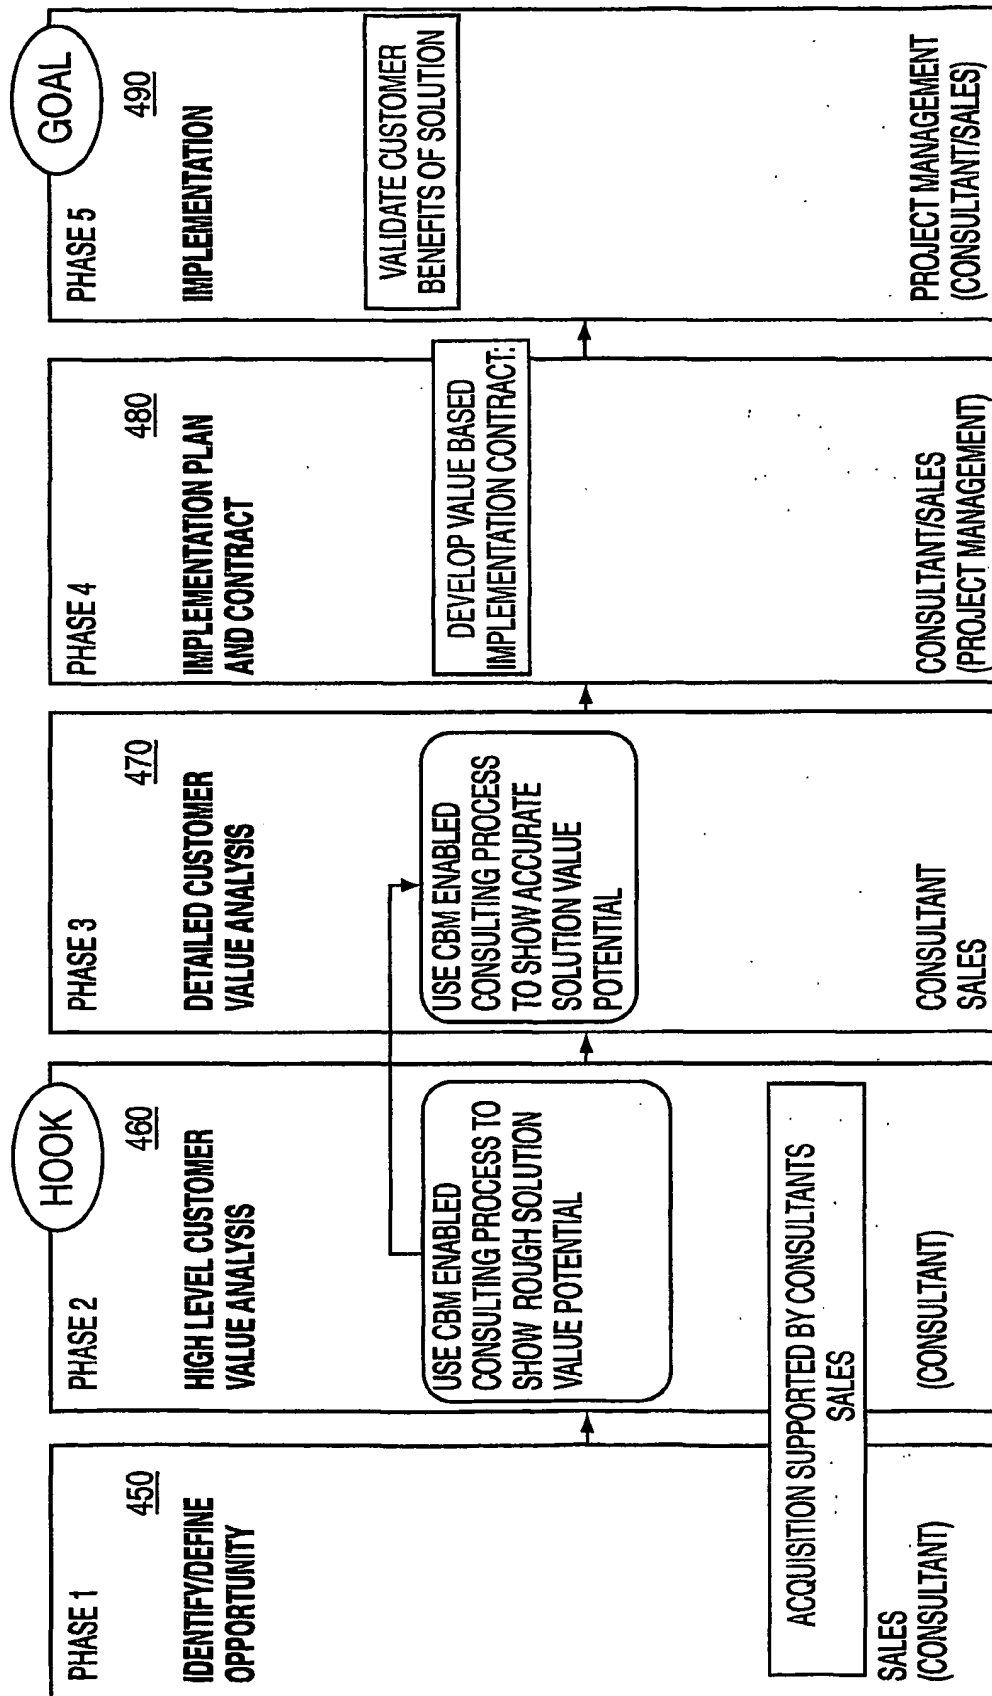 PHASE 1
450
IDENTIFY/DEFINE
OPPORTUNITY
SALES
(CONSULTANT)
HOOK
PHASE 2
460
HIGH LEVEL CUSTOMER
VALUE ANALYSIS
USE CBM ENABLED
CONSULTING PROCESS TO
SHOW ROUGH SOLUTION
VALUE POTENTIAL
ACQUISITION SUPPORTED BY CONSULTANTS
SALES
(CONSULTANT)
PHASE 3
470
DETAILED CUSTOMER
VALUE ANALYSIS
USE CBM ENABLED
CONSULTING PROCESS
TO SHOW ACCURATE
SOLUTION VALUE
POTENTIAL
CONSULTANT
SALES
PHASE 4
480
IMPLEMENTATION PLAN
AND CONTRACT
DEVELOP VALUE BASED
IMPLEMENTATION CONTRACT:
CONSULTANT/SALES
(PROJECT MANAGEMENT)
GOAL
PHASE 5
490
IMPLEMENTATION
VALIDATE CUSTOMER
BENEFITS OF SOLUTION
PROJECT MANAGEMENT
(CONSULTANT/SALES)